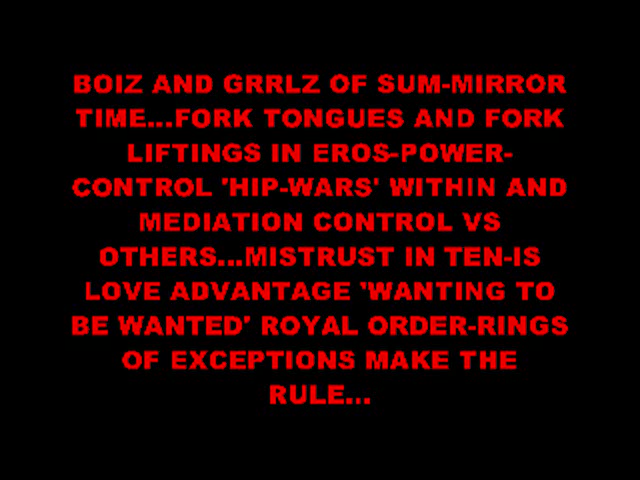 BOIZ AND GRRLZ OF SUM-MIRROR
TIME...FORK TONGUES AND FORK
LIFTINGS IN EROS-POWER-
CONTROL 'HIP-WARS' WITHIN AND
MEDIATION CONTROL VS
OTHERS...MISTRUST IN TEN-IS
LOVE ADVANTAGE 'WANTING TO
BE WANTED' ROYAL ORDER-RINGS
OF EXCEPTIONS MAKE THE
RULE...